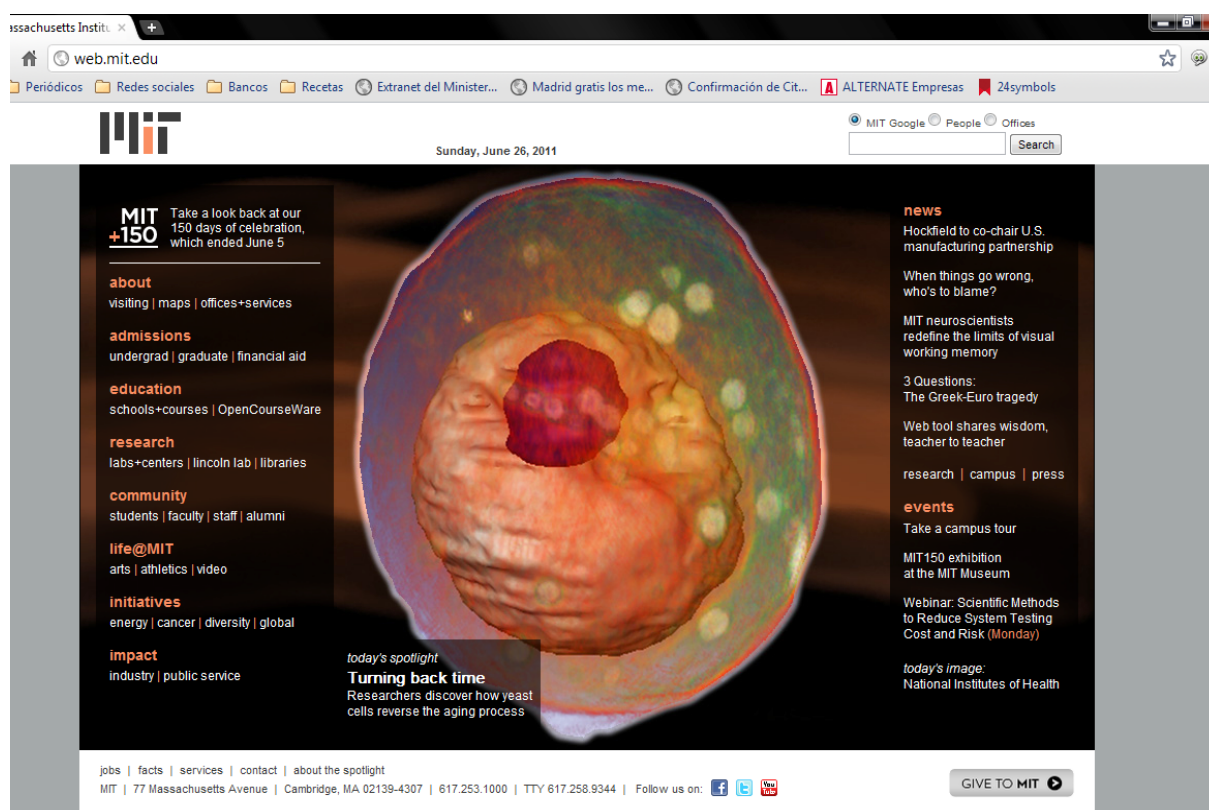 assachusetts Institu
web.mit.edu
Periódicos Redes sociales Bancos Recetas Extranet del Minister... Madrid gratis los me... Confirmación de Cit... A ALTERNATE Empresas 24symbols
MIT
MIT Google People Offices
Sunday, June 26, 2011
Search
MIT
+150
Take a look back at our
150 days of celebration,
which ended June 5
about
visiting | maps | offices+services
admissions
undergrad | graduate | financial aid
education
schools+courses | OpenCourseWare
research
labs+centers | lincoln lab | libraries
community
students | faculty | staff | alumni
life@MIT
arts | athletics | video
initiatives
energy | cancer | diversity | global
impact
industry | public service
today's spotlight
Turning back time
Researchers discover how yeast
cells reverse the aging process
news
Hockfield to co-chair U.S.
manufacturing partnership
When things go wrong,
who's to blame?
MIT neuroscientists
redefine the limits of visual
working memory
3 Questions:
The Greek-Euro tragedy
Web tool shares wisdom,
teacher to teacher
research | campus | press
events
Take a campus tour
MIT150 exhibition
at the MIT Museum
Webinar: Scientific Methods
to Reduce System Testing
Cost and Risk (Monday)
today's image:
National Institutes of Health
jobs | facts | services | contact | about the spotlight
MIT | 77 Massachusetts Avenue | Cambridge, MA 02139-4307 | 617.253.1000 | TTY 617.258.9344 | Follow us on: f t You Tube
GIVE TO MIT